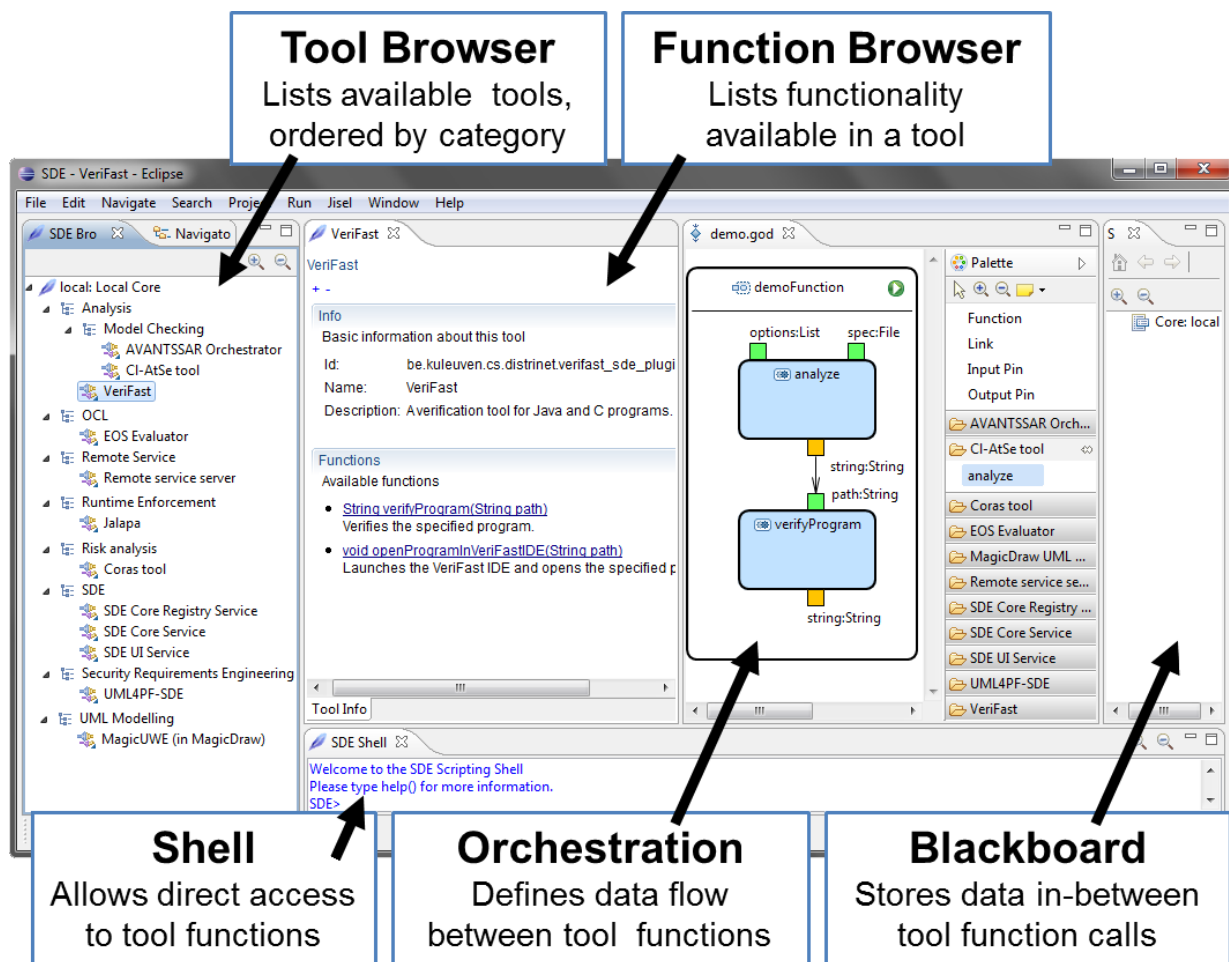 Tool Browser
Lists available tools,
ordered by category
Function Browser
Lists functionality
available in a tool
SDE - VeriFast - Eclipse
File Edit Navigate Search Project Run Jisel Window Help
SDE Bro
Navigato
local: Local Core
Analysis
Model Checking
AVANTSSAR Orchestrator
Cl-AtSe tool
VeriFast
OCL
EOS Evaluator
Remote Service
Remote service server
Runtime Enforcement
Jalapa
Risk analysis
Coras tool
SDE
SDE Core Registry Service
SDE Core Service
SDE UI Service
Security Requirements Engineering
UML4PF-SDE
UML Modelling
MagicUWE (in MagicDraw)
VeriFast
VeriFast
+ -
Info
Basic information about this tool
Id: be.kuleuven.cs.distrinet.verifast_sde_plugi
Name: VeriFast
Description: A verification tool for Java and C programs.
Functions
Available functions
String verifyProgram(String path)
Verifies the specified program.
void openProgramInVeriFastIDE(String path)
Launches the VeriFast IDE and opens the specified p
Tool Info
demo.god
demoFunction
options:List spec:File
analyze
string:String
path:String
verifyProgram
string:String
Palette
Function
Link
Input Pin
Output Pin
AVANTSSAR Orch...
Cl-AtSe tool
analyze
Coras tool
EOS Evaluator
MagicDraw UML ...
Remote service se...
SDE Core Registry ...
SDE Core Service
SDE UI Service
UML4PF-SDE
VeriFast
S
Core: local
SDE Shell
Welcome to the SDE Scripting Shell
Please type help() for more information.
SDE>
Shell
Allows direct access
to tool functions
Orchestration
Defines data flow
between tool functions
Blackboard
Stores data in-between
tool function calls